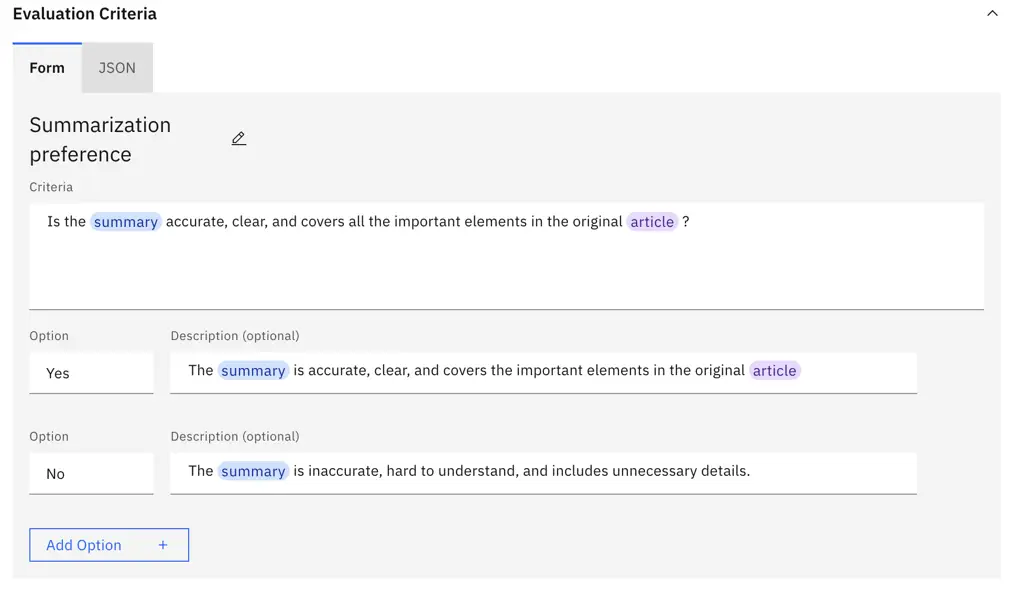 Evaluation Criteria
Form JSON
Summarization
preference
Criteria
Is the summary accurate, clear, and covers all the important elements in the original article ?
Option Description (optional)
Yes The summary is accurate, clear, and covers the important elements in the original article
Option Description (optional)
No The summary is inaccurate, hard to understand, and includes unnecessary details.
Add Option +